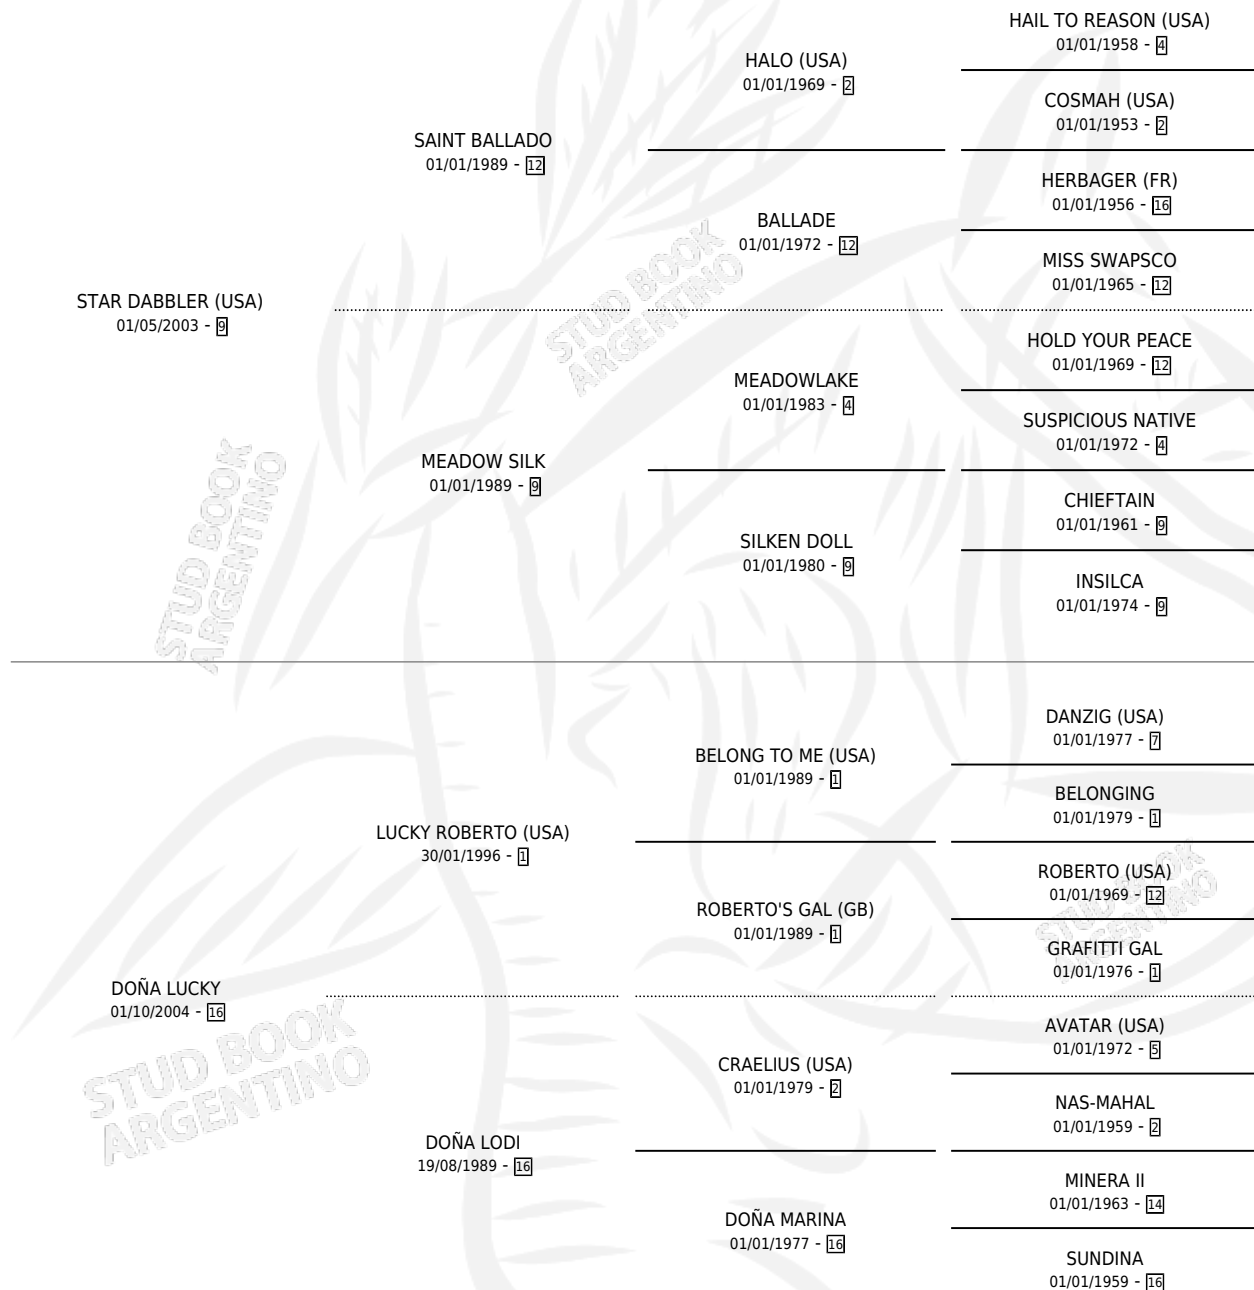 HAIL TO REASON (USA)
01/01/1958 - 4
HALO (USA)
01/01/1969 - 2
COSMAH (USA)
01/01/1953 - 2
SAINT BALLADO
01/01/1989 - 12
HERBAGER (FR)
01/01/1956 - 16
BALLADE
01/01/1972 - 12
MISS SWAPSCO
01/01/1965 - 12
STAR DABBLER (USA)
01/05/2003 - 9
HOLD YOUR PEACE
01/01/1969 - 12
MEADOWLAKE
01/01/1983 - 4
SUSPICIOUS NATIVE
01/01/1972 - 4
MEADOW SILK
01/01/1989 - 9
CHIEFTAIN
01/01/1961 - 9
SILKEN DOLL
01/01/1980 - 9
INSILCA
01/01/1974 - 9
DANZIG (USA)
01/01/1977 - 7
BELONG TO ME (USA)
01/01/1989 - 1
BELONGING
01/01/1979 - 1
LUCKY ROBERTO (USA)
30/01/1996 - 1
ROBERTO (USA)
01/01/1969 - 12
ROBERTO'S GAL (GB)
01/01/1989 - 1
GRAFITTI GAL
01/01/1976 - 1
DOÑA LUCKY
01/10/2004 - 16
AVATAR (USA)
01/01/1972 - 5
CRAELIUS (USA)
01/01/1979 - 2
NAS-MAHAL
01/01/1959 - 2
DOÑA LODI
19/08/1989 - 16
MINERA II
01/01/1963 - 14
DOÑA MARINA
01/01/1977 - 16
SUNDINA
01/01/1959 - 16
STUD BOOK
ARGENTINO
STUD BOOK
ARGENTINO
STUD BOOK
ARGENTINO
STUD BOOK
ARGENTINO